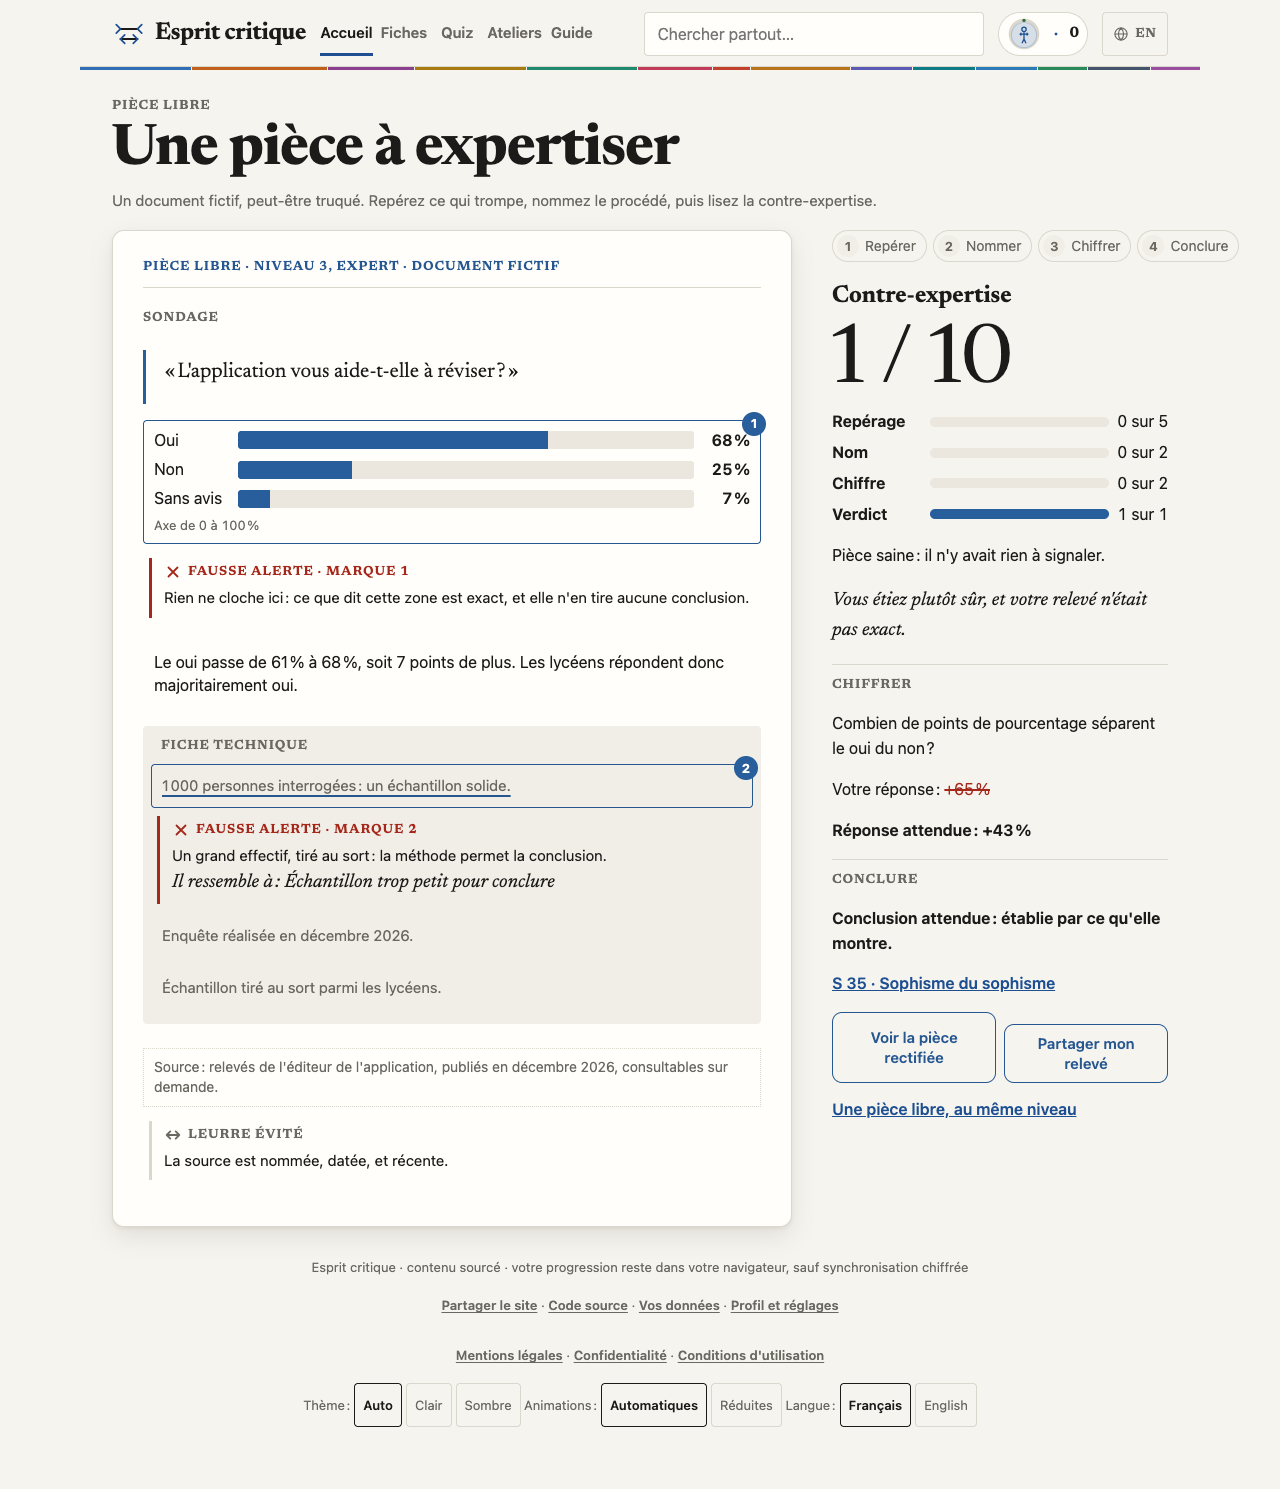 Esprit critique
Accueil Fiches Quiz Ateliers Guide
Chercher partout...
· 0
EN
PIÈCE LIBRE
Une pièce à expertiser
Un document fictif, peut-être truqué. Repérez ce qui trompe, nommez le procédé, puis lisez la contre-expertise.
PIÈCE LIBRE · NIVEAU 3, EXPERT · DOCUMENT FICTIF
SONDAGE
« L'application vous aide-t-elle à réviser ? »
1
Oui 68 %
Non 25 %
Sans avis 7 %
Axe de 0 à 100 %
FAUSSE ALERTE · MARQUE 1
Rien ne cloche ici : ce que dit cette zone est exact, et elle n'en tire aucune conclusion.
Le oui passe de 61 % à 68 %, soit 7 points de plus. Les lycéens répondent donc
majoritairement oui.
FICHE TECHNIQUE
2
1 000 personnes interrogées : un échantillon solide.
FAUSSE ALERTE · MARQUE 2
Un grand effectif, tiré au sort : la méthode permet la conclusion.
Il ressemble à : Échantillon trop petit pour conclure
Enquête réalisée en décembre 2026.
Échantillon tiré au sort parmi les lycéens.
Source : relevés de l'éditeur de l'application, publiés en décembre 2026, consultables sur
demande.
LEURRE ÉVITÉ
La source est nommée, datée, et récente.
1 Repérer 2 Nommer 3 Chiffrer 4 Conclure
Contre-expertise
1 / 10
Repérage 0 sur 5
Nom 0 sur 2
Chiffre 0 sur 2
Verdict 1 sur 1
Pièce saine : il n'y avait rien à signaler.
Vous étiez plutôt sûr, et votre relevé n'était
pas exact.
CHIFFRER
Combien de points de pourcentage séparent
le oui du non ?
Votre réponse : +65 %
Réponse attendue : +43 %
CONCLURE
Conclusion attendue : établie par ce qu'elle
montre.
S 35 · Sophisme du sophisme
Voir la pièce
rectifiée
Partager mon
relevé
Une pièce libre, au même niveau
Esprit critique · contenu sourcé · votre progression reste dans votre navigateur, sauf synchronisation chiffrée
Partager le site · Code source · Vos données · Profil et réglages
Mentions légales · Confidentialité · Conditions d'utilisation
Thème : Auto Clair Sombre Animations : Automatiques Réduites Langue : Français English